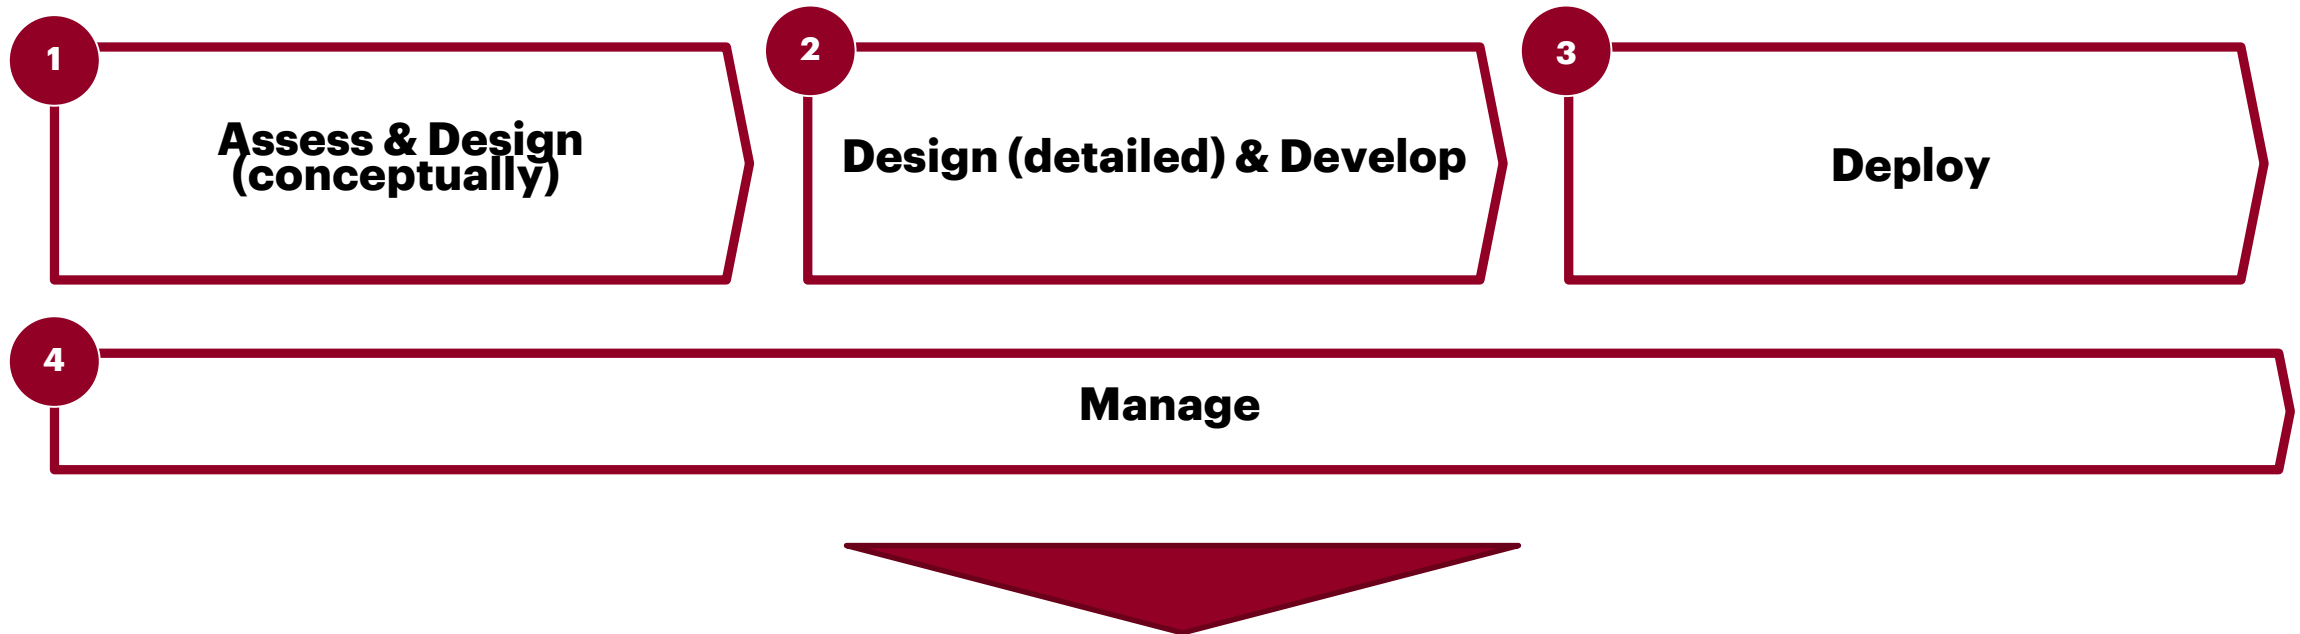 1
Assess & Design
(conceptually)
2
Design (detailed) & Develop
3
Deploy
4
Manage